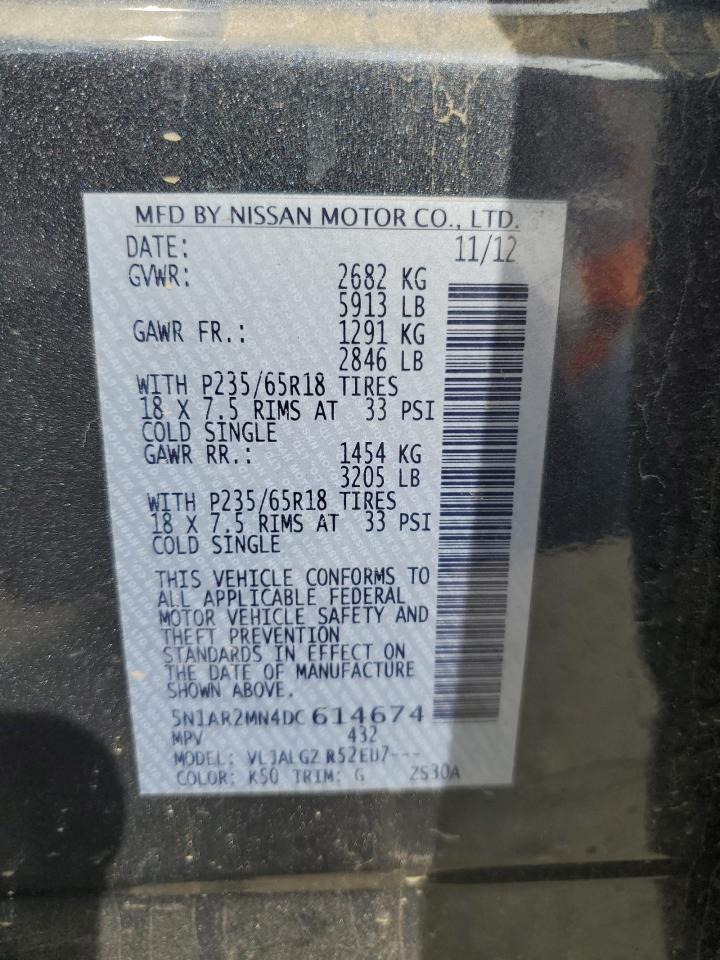 MFD BY NISSAN MOTOR CO., LTD.
DATE: 11/12
GVWR: 2682 KG
5913 LB
GAWR FR.: 1291 KG
2846 LB
WITH P235/65R18 TIRES
18 X 7.5 RIMS AT 33 PSI
COLD SINGLE
GAWR RR.: 1454 KG
3205 LB
WITH P235/65R18 TIRES
18 X 7.5 RIMS AT 33 PSI
COLD SINGLE
THIS VEHICLE CONFORMS TO
ALL APPLICABLE FEDERAL
MOTOR VEHICLE SAFETY AND
THEFT PREVENTION
STANDARDS IN EFFECT ON
THE DATE OF MANUFACTURE
SHOWN ABOVE.
5N1AR2MN4DC614674
MPV 432
MODEL:
COLOR: K50 TRIM: G 2S30A